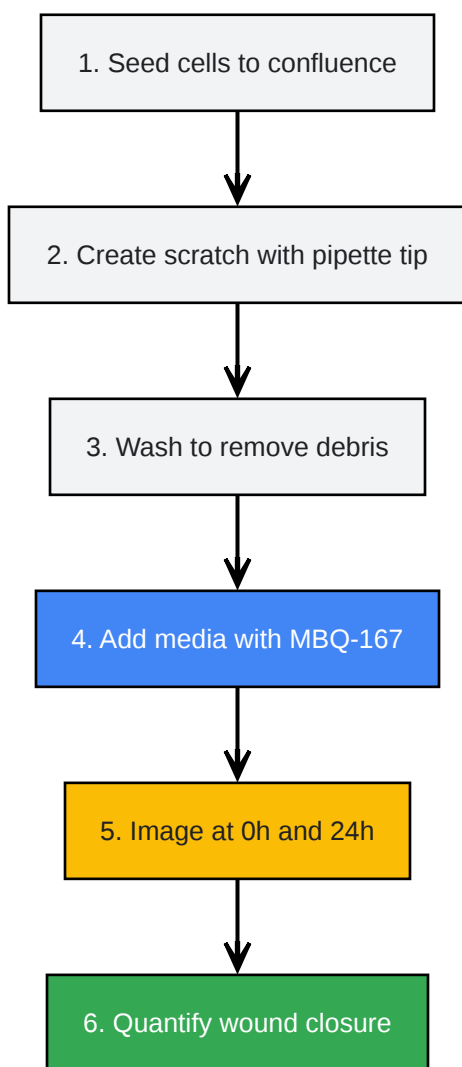 1. Seed cells to confluence
2. Create scratch with pipette tip
3. Wash to remove debris
4. Add media with MBQ-167
5. Image at 0h and 24h
6. Quantify wound closure